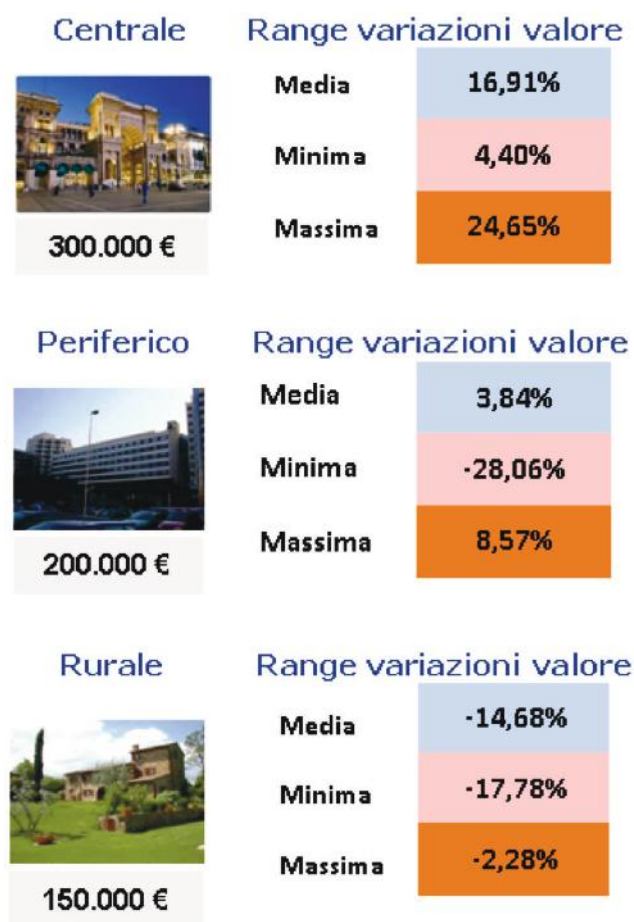 Centrale Range variazioni valore
Media 16,91%
Minima 4,40%
Massima 24,65%
300.000 €
Periferico Range variazioni valore
Media 3,84%
Minima -28,06%
Massima 8,57%
200.000 €
Rurale Range variazioni valore
Media -14,68%
Minima -17,78%
Massima -2,28%
150.000 €